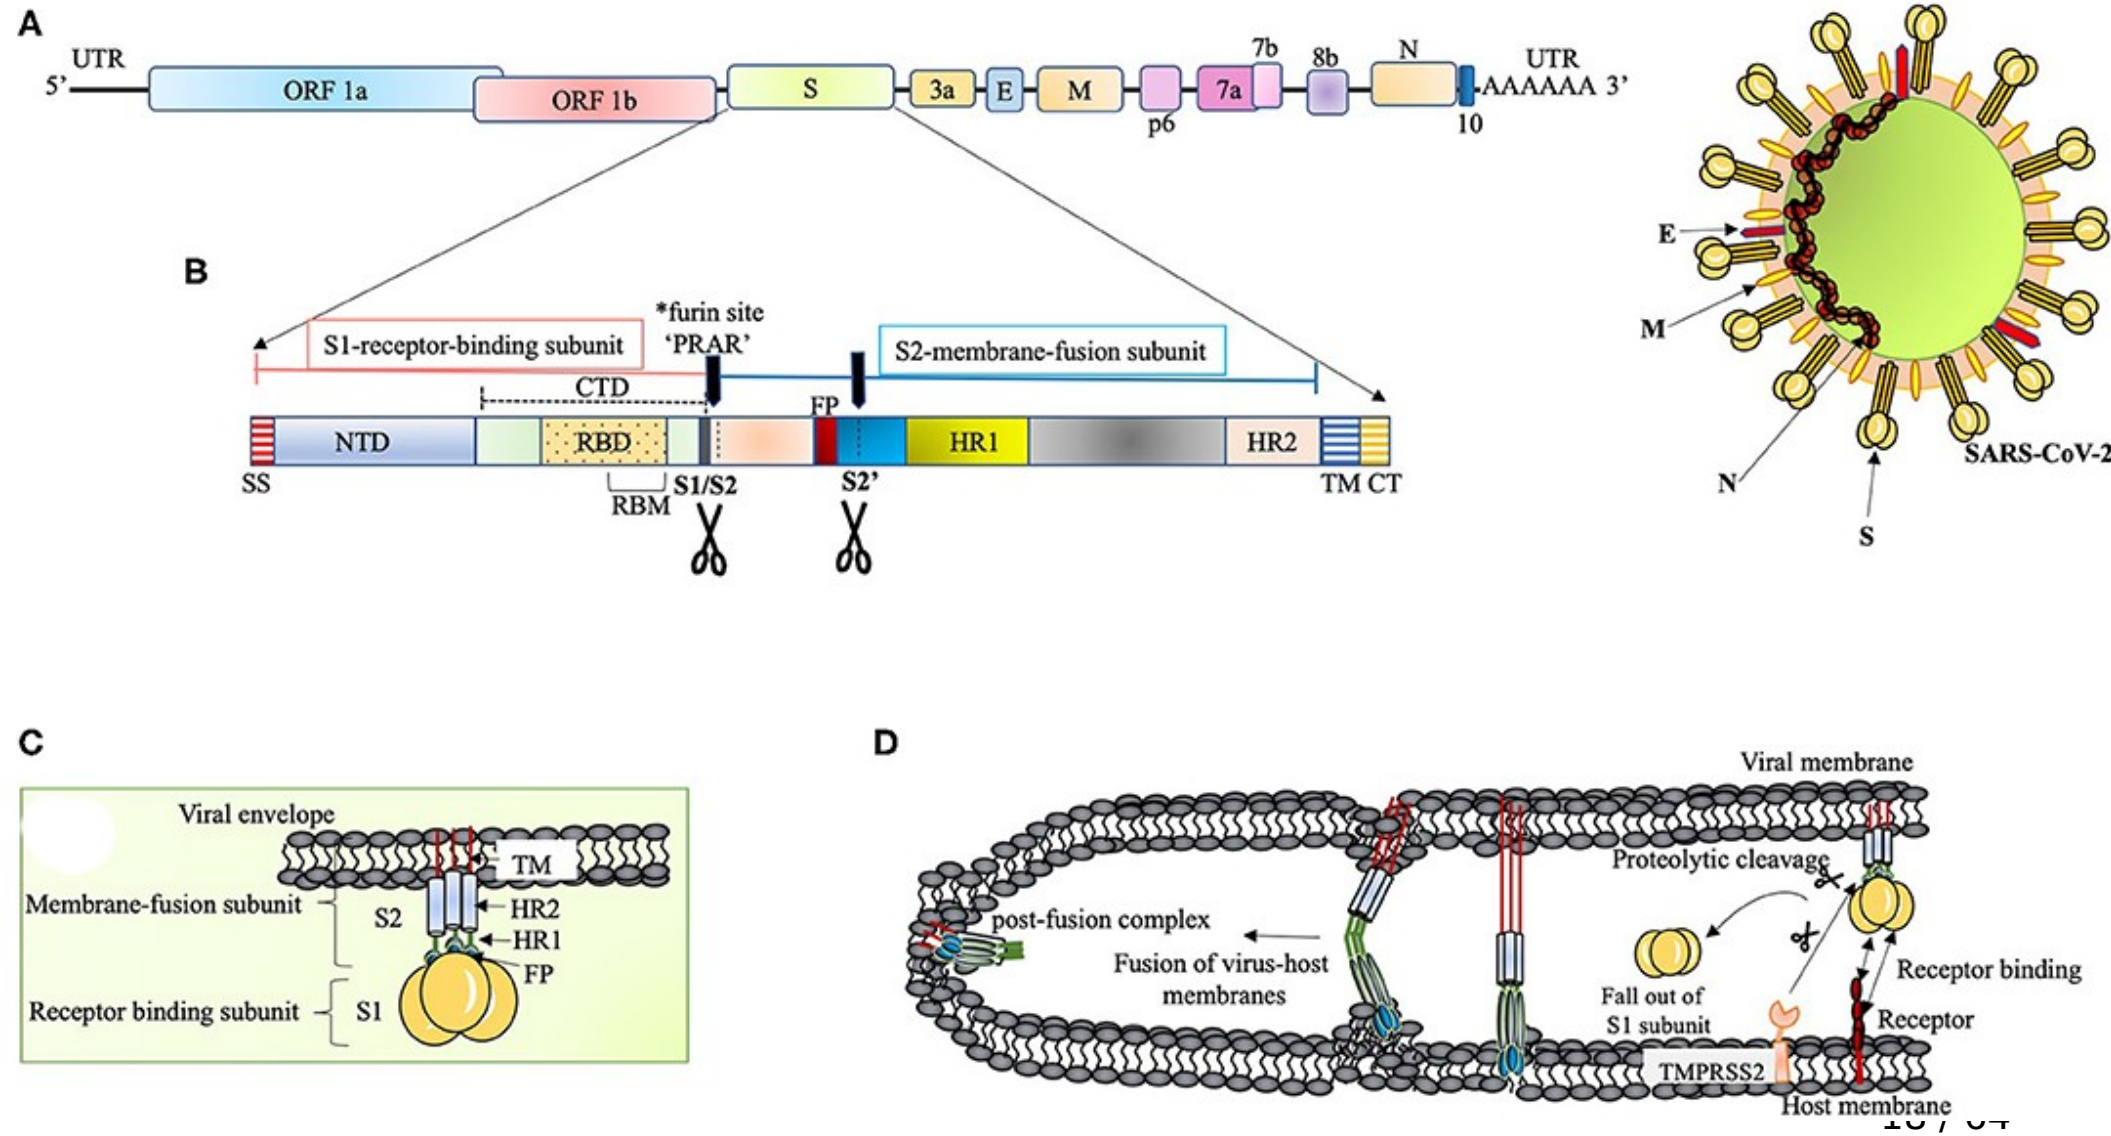 A
UTR
5’
ORF 1a
ORF 1b
S
3a
E
M
p6
7a
7b
8b
N
10
UTR
AAAAAA 3’
E
M
N
S
SARS-CoV-2
B
S1-receptor-binding subunit
*furin site
‘PRAR’
S2-membrane-fusion subunit
CTD
FP
NTD
RBD
HR1
HR2
SS
RBM
S1/S2
S2’
TM CT
C
Viral envelope
TM
Membrane-fusion subunit
S2
HR2
HR1
FP
Receptor binding subunit
S1
D
Viral membrane
Proteolytic cleavage
post-fusion complex
Fusion of virus-host
membranes
Fall out of
S1 subunit
Receptor binding
Receptor
TMPRSS2
Host membrane